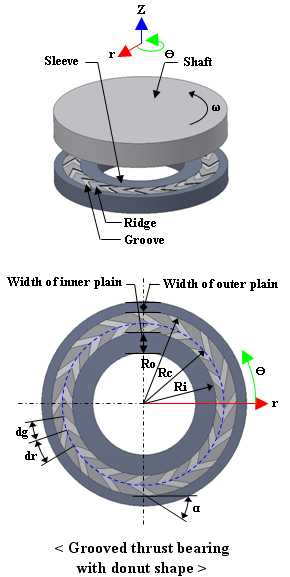 Z
r
Θ
Sleeve
Shaft
ω
Ridge
Groove
Width of inner plain
Width of outer plain
Ro
Rc
Ri
Θ
r
dg
dr
α
< Grooved thrust bearing
with donut shape >